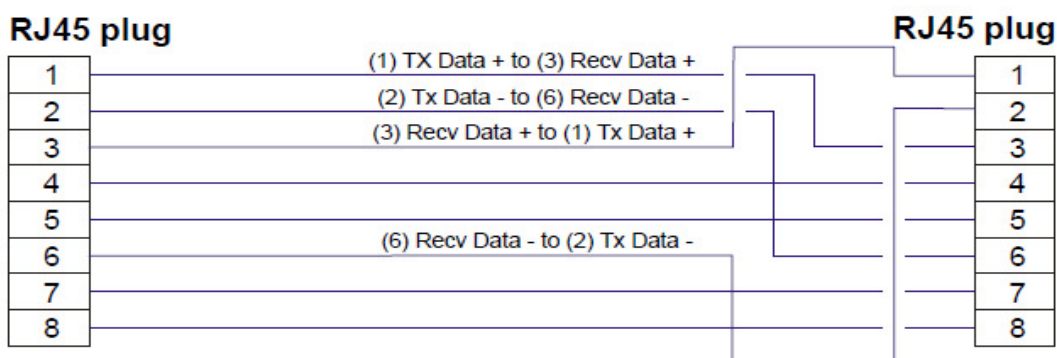 RJ45 plug
RJ45 plug
(1) TX Data + to (3) Recv Data +
(2) Tx Data - to (6) Recv Data -
(3) Recv Data + to (1) Tx Data +
(6) Recv Data - to (2) Tx Data -
1
2
3
4
5
6
7
8
1
2
3
4
5
6
7
8